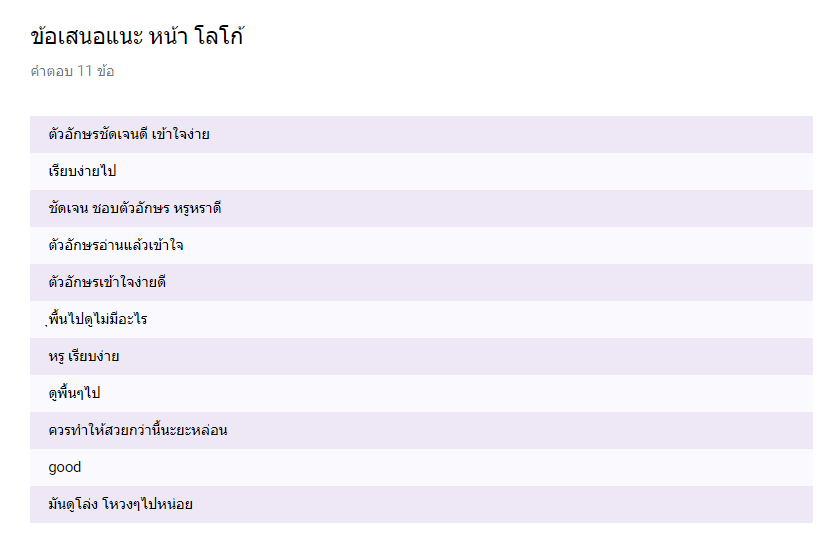 ข้อเสนอแนะ หน้า โลโก้
คำตอบ 11 ข้อ
ตัวอักษรชัดเจนดี เข้าใจง่าย
เรียบง่ายไป
ชัดเจน ชอบตัวอักษร หรูหราดี
ตัวอักษรอ่านแล้วเข้าใจ
ตัวอักษรเข้าใจง่ายดี
ุพื้นไปดูไม่มีอะไร
หรู เรียบง่าย
ดูพื้นๆไป
ควรทำให้สวยกว่านี้นะยะหล่อน
good
มันดูโล่ง โหวงๆไปหน่อย